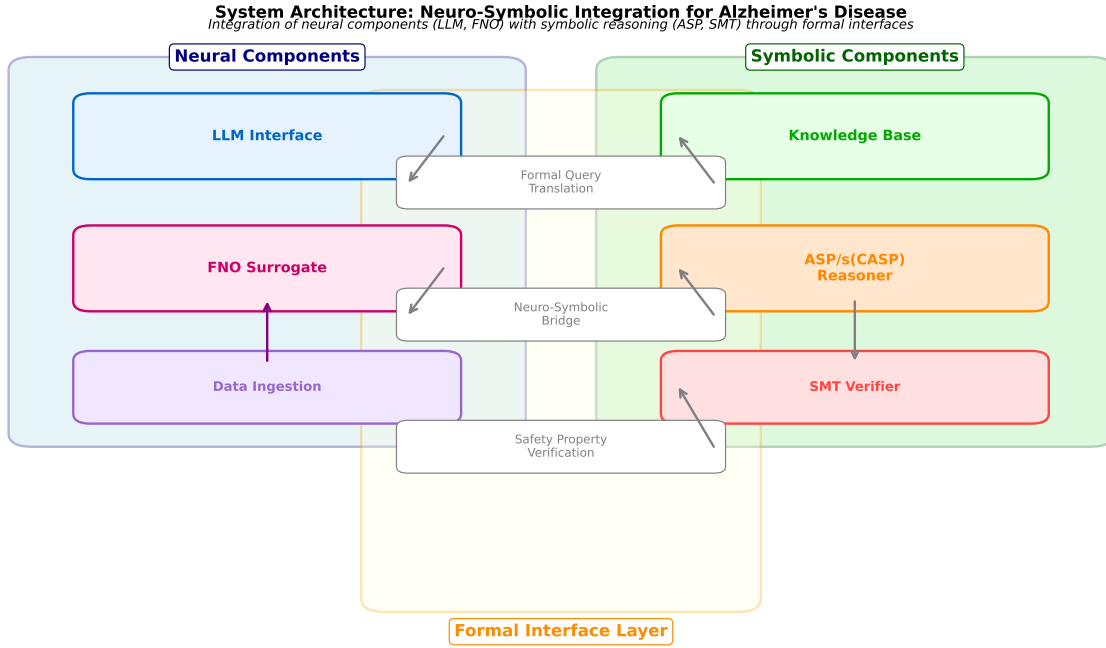 System Architecture: Neuro-Symbolic Integration for Alzheimer's Disease
Integration of neural components (LLM, FNO) with symbolic reasoning (ASP, SMT) through formal interfaces
Neural Components
Symbolic Components
LLM Interface
Knowledge Base
Formal Query
Translation
FNO Surrogate
ASP/s(CASP)
Reasoner
Neuro-Symbolic
Bridge
Data Ingestion
SMT Verifier
Safety Property
Verification
Formal Interface Layer